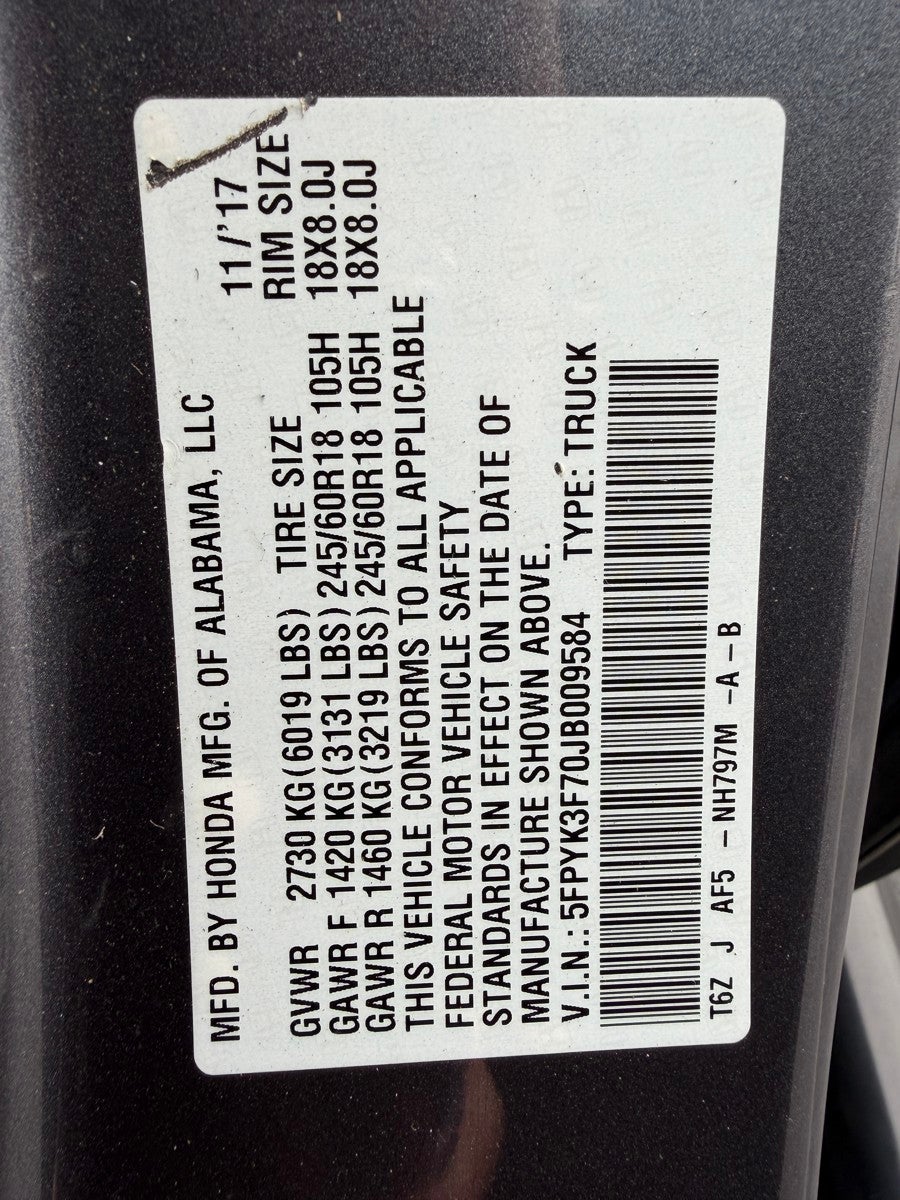 MFD. BY HONDA MFG. OF ALABAMA, LLC 11/'17
GVWR 2730 KG(6019 LBS) TIRE SIZE RIM SIZE
GAWR F 1420 KG(3131 LBS) 245/60R18 105H 18X8.0J
GAWR R 1460 KG(3219 LBS) 245/60R18 105H 18X8.0J
THIS VEHICLE CONFORMS TO ALL APPLICABLE
FEDERAL MOTOR VEHICLE SAFETY
STANDARDS IN EFFECT ON THE DATE OF
MANUFACTURE SHOWN ABOVE.
V.I.N.: 5FPYK3F70JB009584 TYPE: TRUCK
T6Z J AF5 - NH797M -A -B